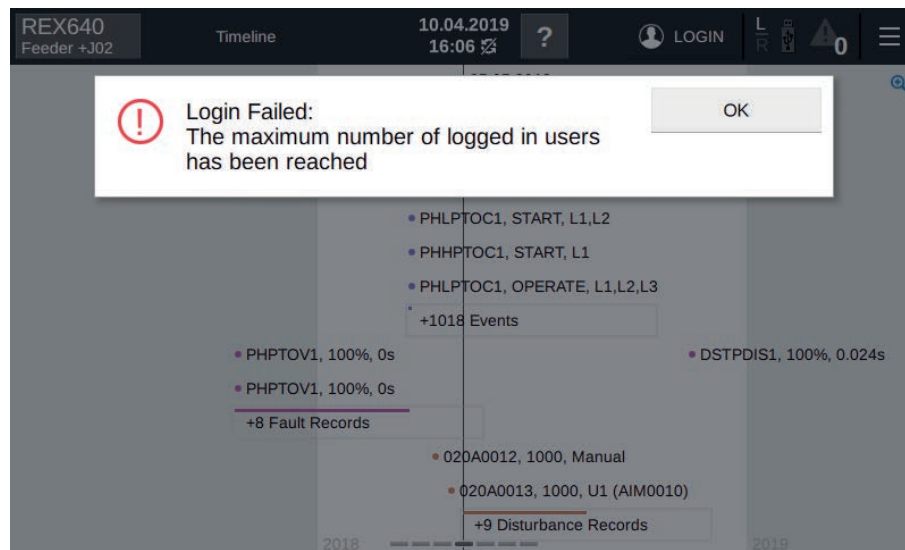 REX640
Feeder +J02
Timeline
10.04.2019
16:06
?
LOGIN
L
R
0
Login Failed:
The maximum number of logged in users
has been reached
OK
PHLPTOC1, START, L1,L2
PHHPTOC1, START, L1
PHLPTOC1, OPERATE, L1,L2,L3
+1018 Events
PHPTOV1, 100%, 0s
DSTPDIS1, 100%, 0.024s
PHPTOV1, 100%, 0s
+8 Fault Records
020A0012, 1000, Manual
020A0013, 1000, U1 (AIM0010)
+9 Disturbance Records
2018
2019